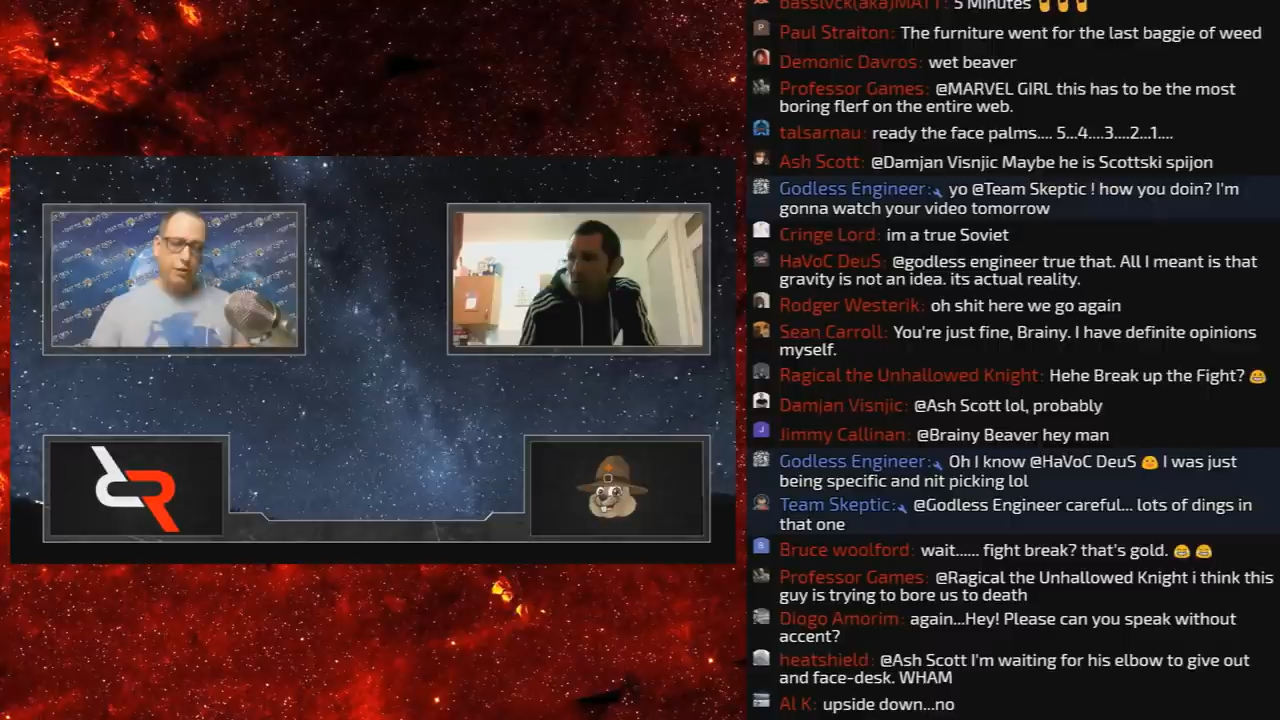 basslvck(aka)MATT: 5 Minutes
Paul Straiton: The furniture went for the last baggie of weed
Demonic Davros: wet beaver
Professor Games: @MARVEL GIRL this has to be the most
boring flerf on the entire web.
talsarnau: ready the face palms.... 5...4....3....2...1....
Ash Scott: @Damjan Visnjic Maybe he is Scottski spijon
Godless Engineer: yo @Team Skeptic ! how you doin? I'm
gonna watch your video tomorrow
Cringe Lord: im a true Soviet
HaVoC DeuS: @godless engineer true that. All I meant is that
gravity is not an idea. its actual reality.
Rodger Westerik: oh shit here we go again
Sean Carroll: You're just fine, Brainy. I have definite opinions
myself.
Ragical the Unhallowed Knight: Hehe Break up the Fight? 😄
Damjan Visnjic: @Ash Scott lol, probably
Jimmy Callinan: @Brainy Beaver hey man
Godless Engineer: Oh I know @HaVoC DeuS 😊 I was just
being specific and nit picking lol
Team Skeptic: @Godless Engineer careful... lots of dings in
that one
Bruce woolford: wait...... fight break? that's gold. 😂 😂
Professor Games: @Ragical the Unhallowed Knight i think this
guy is trying to bore us to death
Diogo Amorim: again...Hey! Please can you speak without
accent?
heatshield: @Ash Scott I'm waiting for his elbow to give out
and face-desk. WHAM
Al K: upside down...no